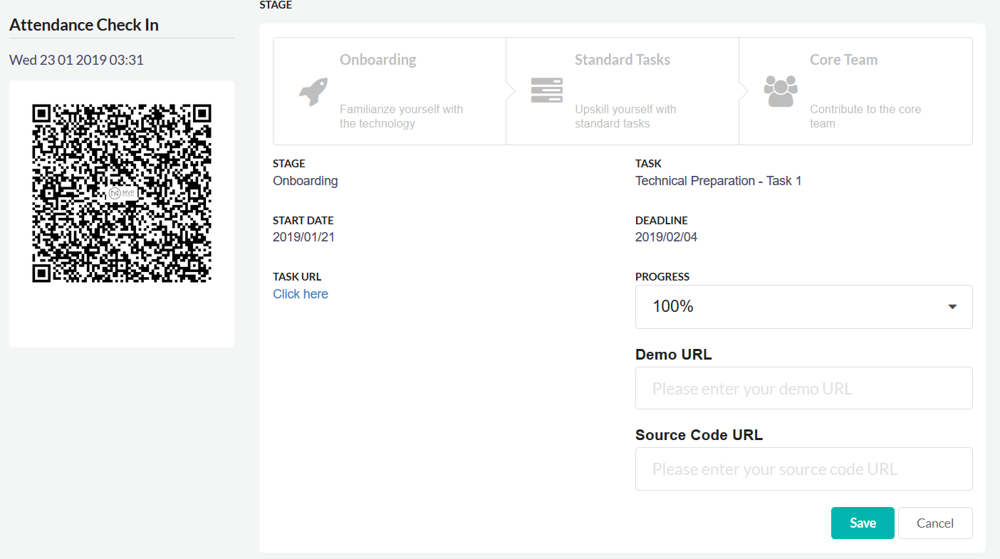 Attendance Check In
Wed 23 01 2019 03:31
MVP
STAGE
Onboarding
Familiarize yourself with
the technology
Standard Tasks
Upskill yourself with
standard tasks
Core Team
Contribute to the core
team
STAGE
Onboarding
TASK
Technical Preparation - Task 1
START DATE
2019/01/21
DEADLINE
2019/02/04
TASK URL
Click here
PROGRESS
100%
Demo URL
Please enter your demo URL
Source Code URL
Please enter your source code URL
Save
Cancel